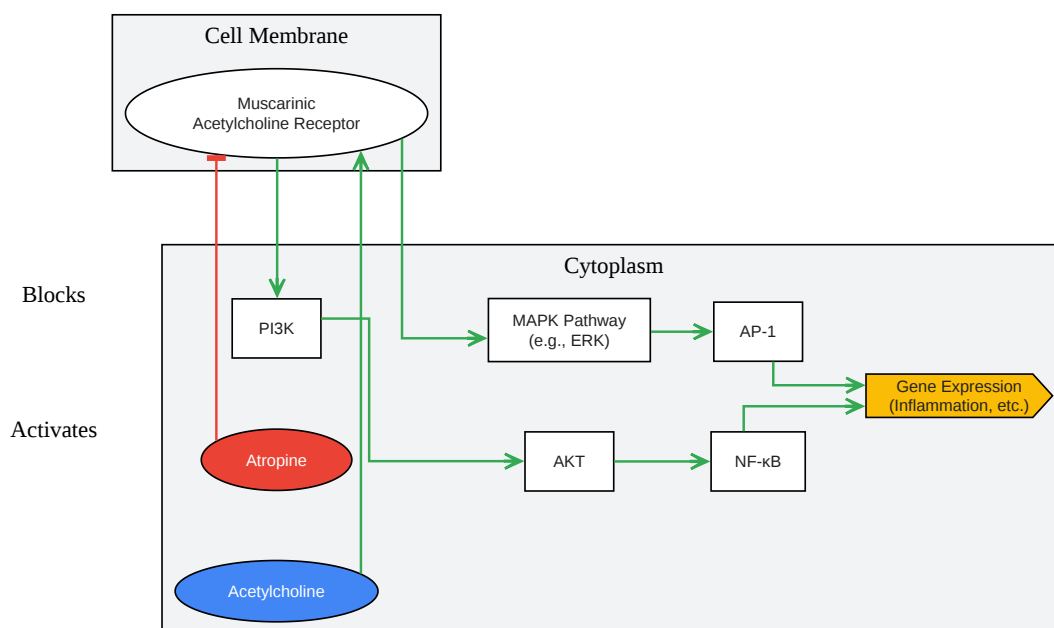 Cell Membrane
Muscarinic
Acetylcholine Receptor
Cytoplasm
Blocks
PI3K
MAPK Pathway
(e.g., ERK)
AP-1
Gene Expression
(Inflammation, etc.)
Activates
Atropine
AKT
NF-κB
Acetylcholine